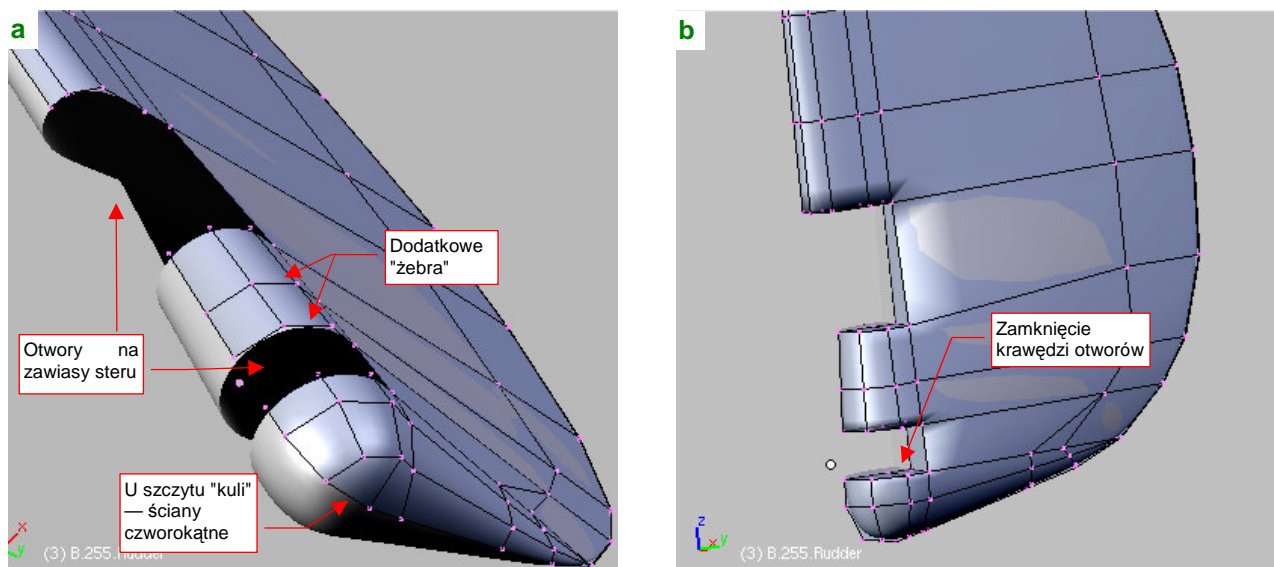 a
Dodatkowe
"żebra"
Otwory na
zawiasy steru
U szczytu "kuli"
— ściany
czworokątne
x
y
(3) B.255.Rudder
b
Zamknięcie
krawędzi otworów
z
y
(3) B.255.Rudder